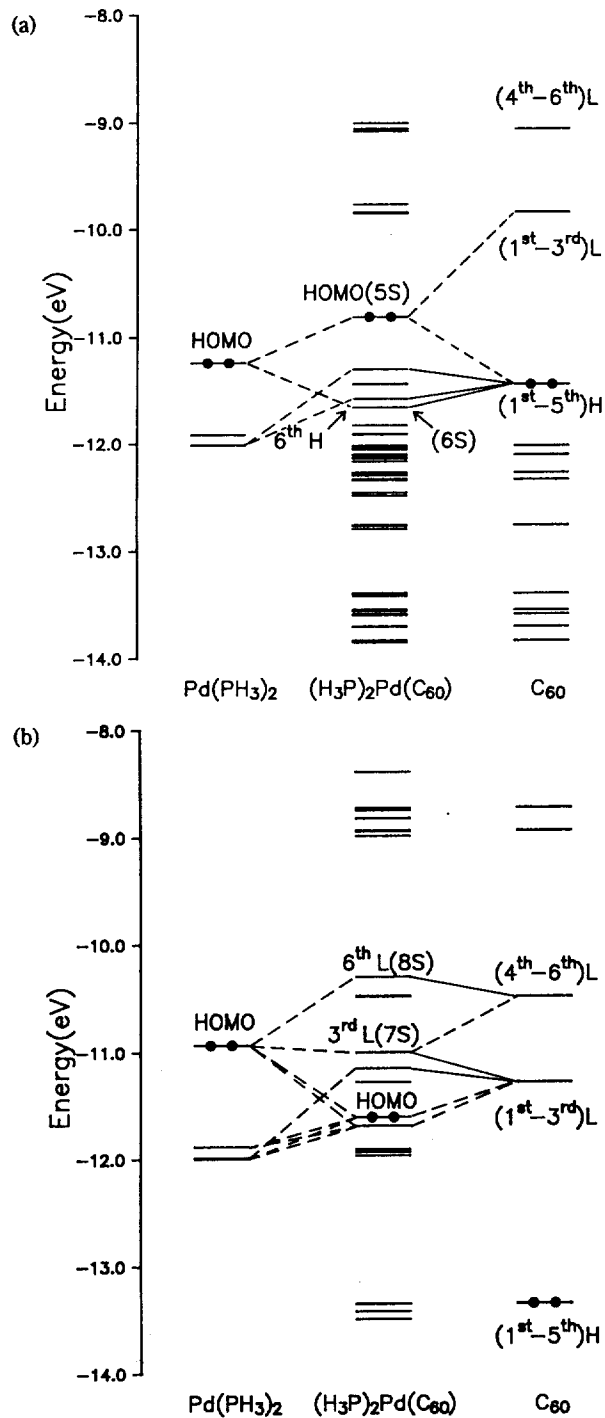 (a)
-8.0
(4th-6th)L
-9.0
-10.0
(1st-3rd)L
HOMO(5S)
HOMO
-11.0
Energy(eV)
(1st-5th)H
6th H
(6S)
-12.0
-13.0
-14.0
Pd(PH3)2
(H3P)2Pd(C60)
C60
(b)
-8.0
-9.0
-10.0
6th L(8S)
(4th-6th)L
HOMO
3rd L(7S)
-11.0
Energy(eV)
HOMO
(1st-3rd)L
-12.0
-13.0
(1st-5th)H
-14.0
Pd(PH3)2
(H3P)2Pd(C60)
C60